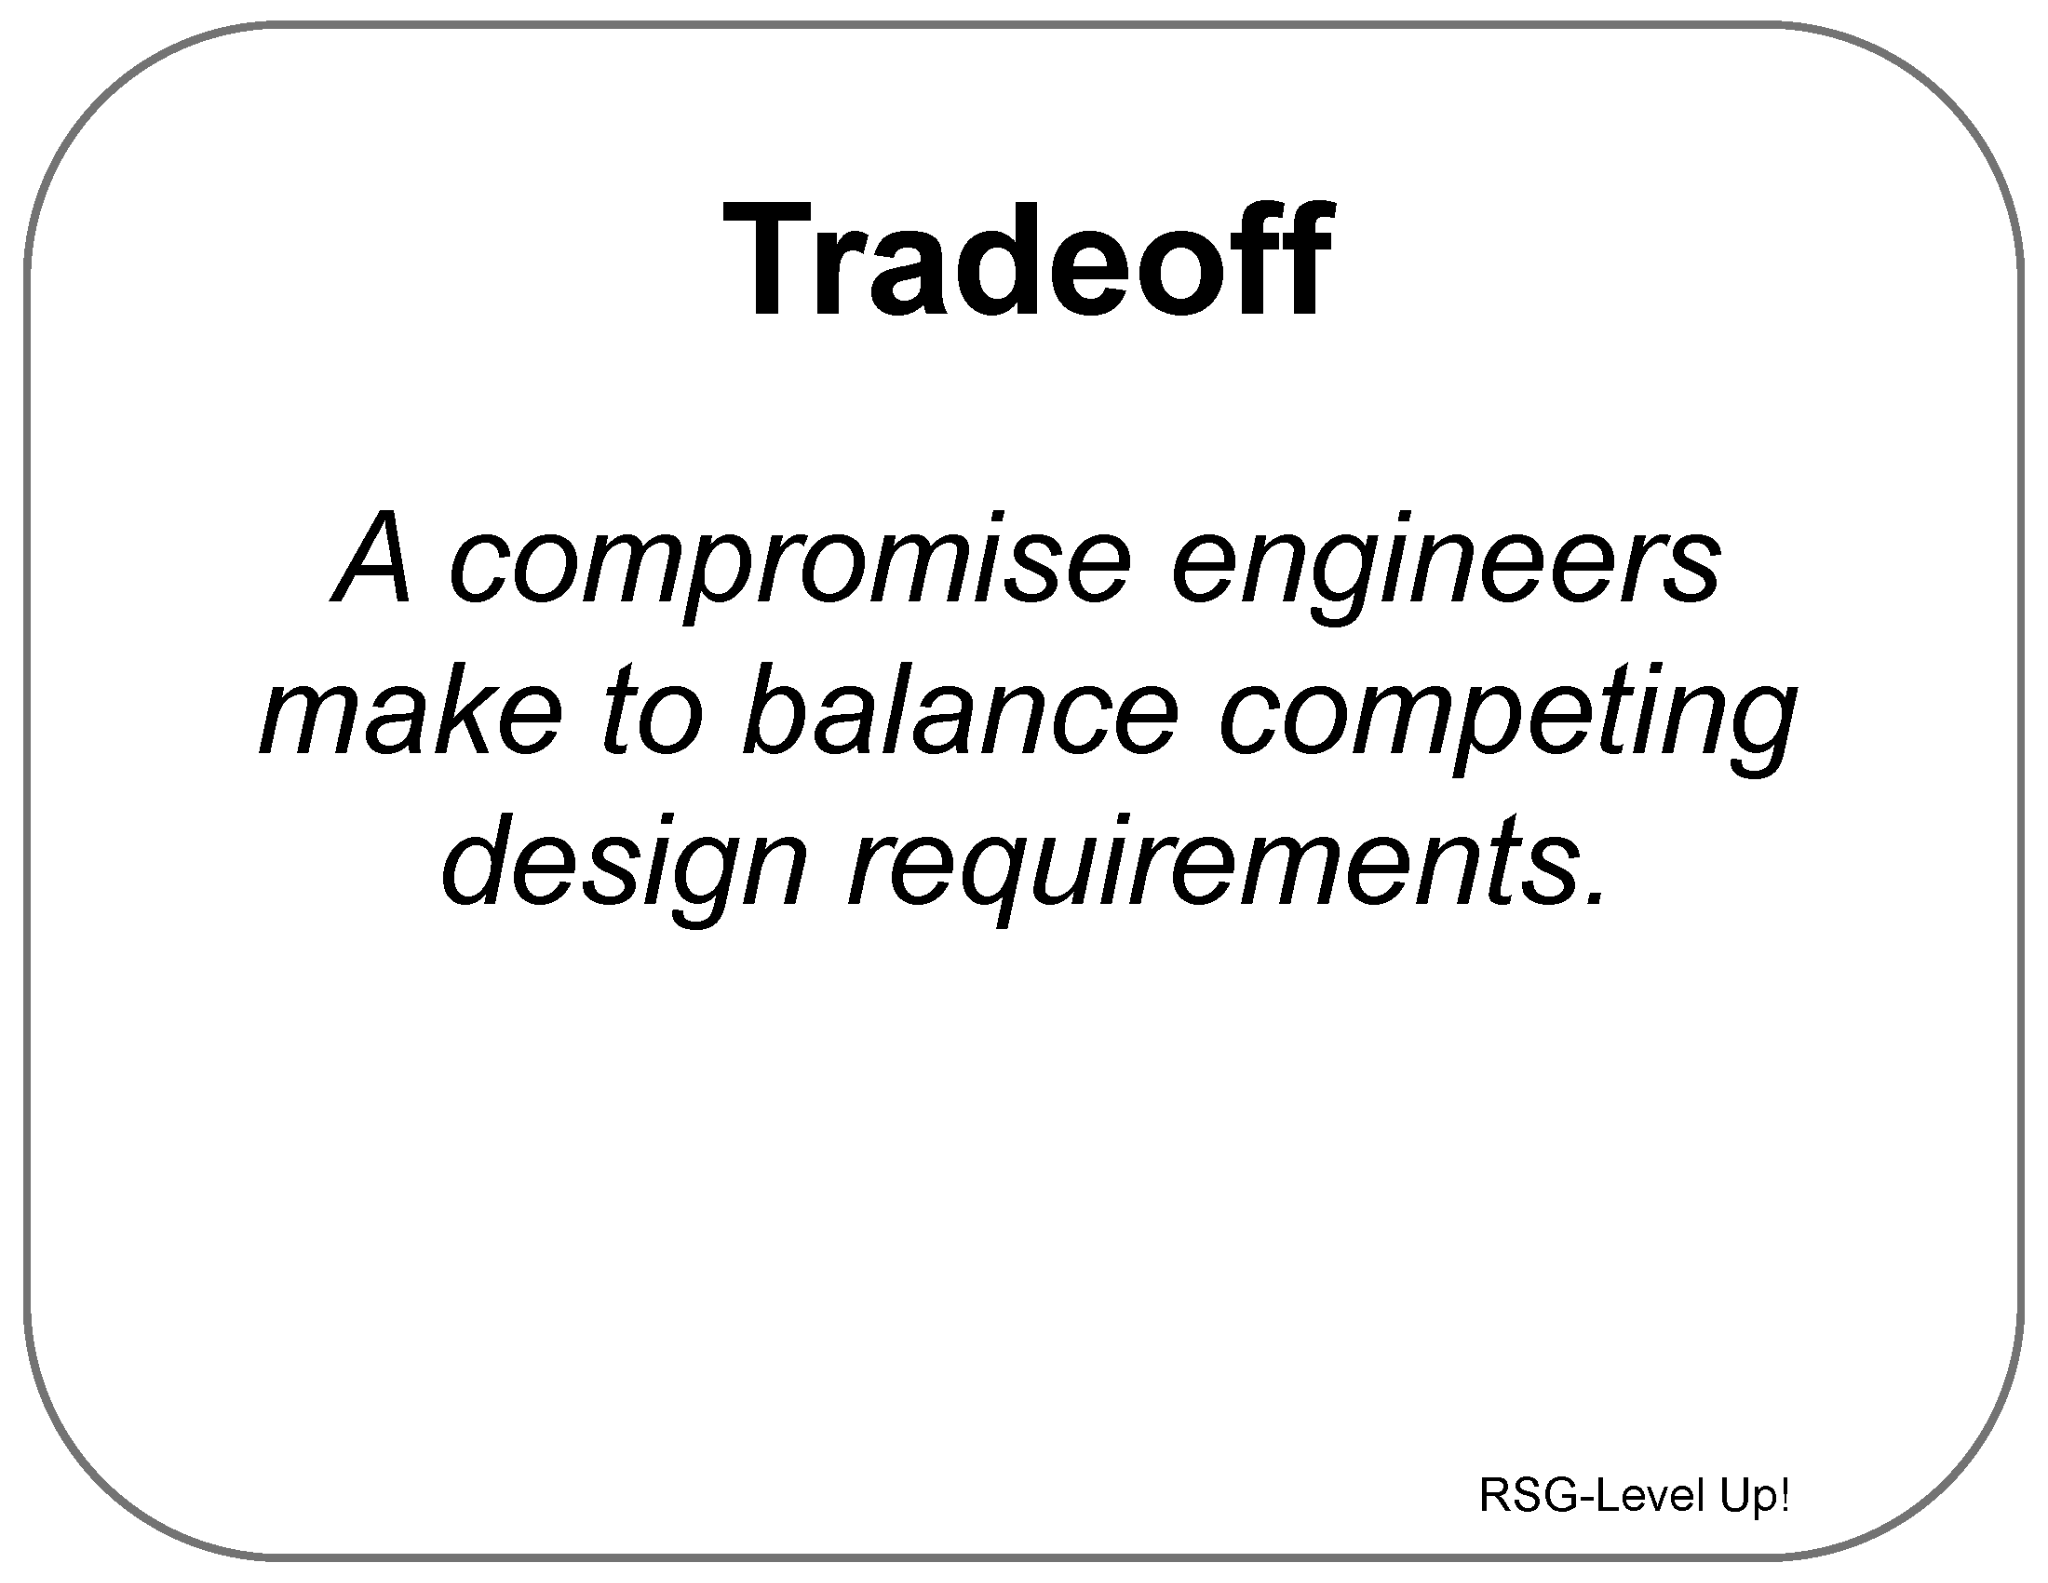 Tradeoff
A compromise engineers
make to balance competing
design requirements.
RSG-Level Up!